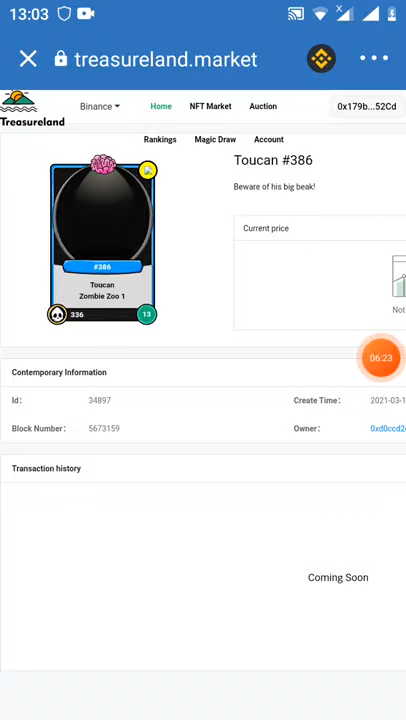 13:03
treasureland.market
Treasureland
Binance Home NFT Market Auction 0x179b...52Cd
Rankings Magic Draw Account
Toucan #386
Beware of his big beak!
Current price
Not
#386
Toucan
Zombie Zoo 1
336 13
06:23
Contemporary Information
Id: 34897 Create Time: 2021-03-1
Block Number: 5673159 Owner: 0xd0ccd2
Transaction history
Coming Soon